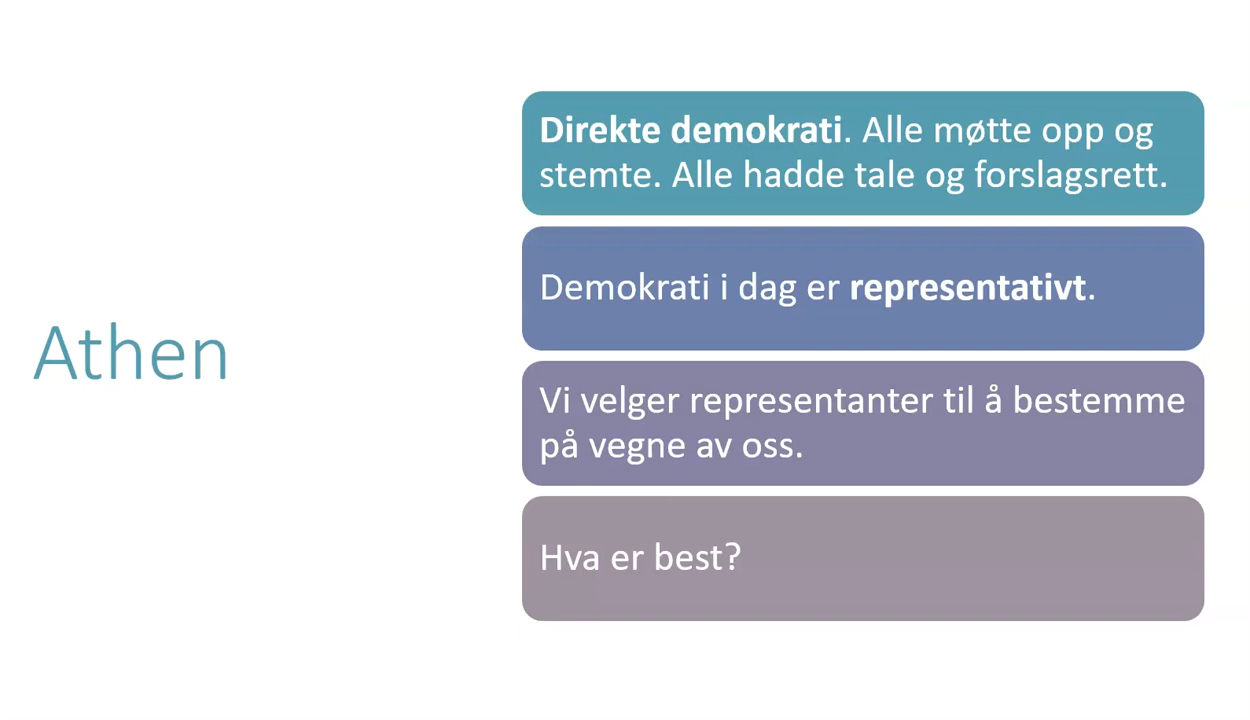 Athen
Direkte demokrati. Alle møtte opp og
stemte. Alle hadde tale og forslagsrett.
Demokrati i dag er representativt.
Vi velger representanter til å bestemme
på vegne av oss.
Hva er best?